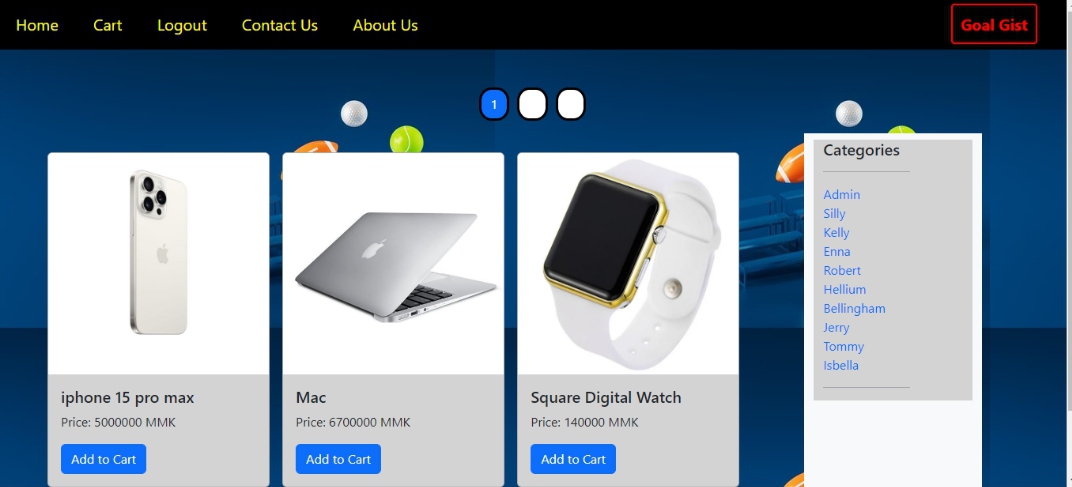 Home Cart Logout Contact Us About Us Goal Gist
1
Categories
Admin
Silly
Kelly
Enna
Robert
Hellium
Bellingham
Jerry
Tommy
Isbella
iphone 15 pro max
Price: 5000000 MMK
Add to Cart
Mac
Price: 6700000 MMK
Add to Cart
Square Digital Watch
Price: 140000 MMK
Add to Cart